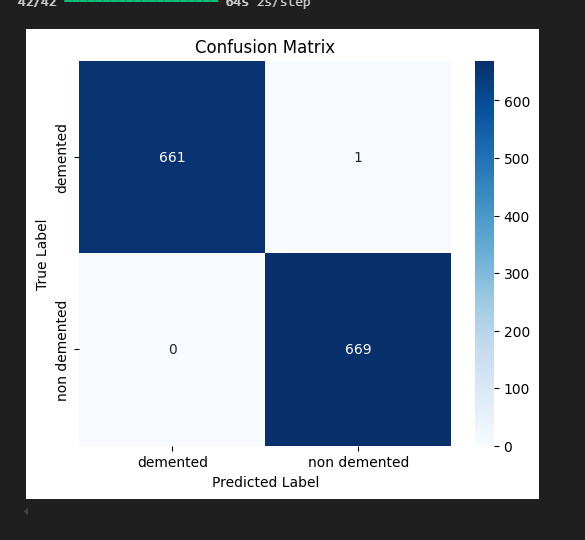 42/42 64s 2s/step
Confusion Matrix
demented
non demented
True Label
661
1
0
669
600
500
400
300
200
100
0
demented
non demented
Predicted Label